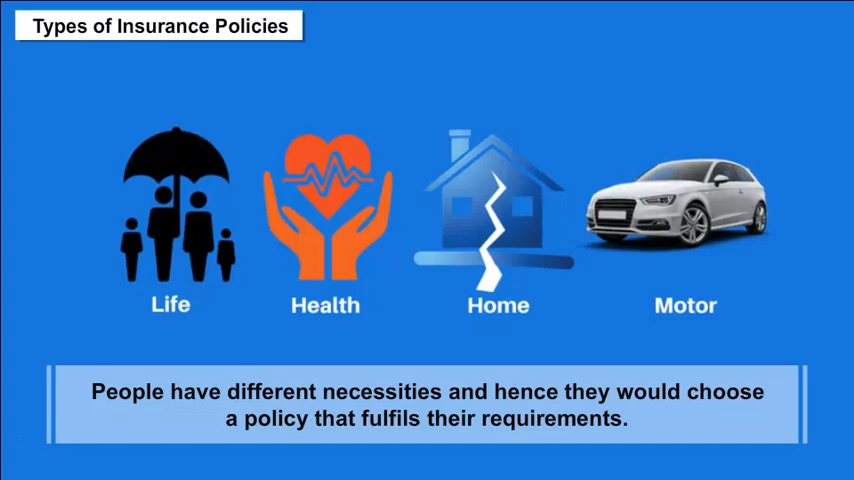 Types of Insurance Policies
Life
Health
Home
Motor
People have different necessities and hence they would choose
a policy that fulfils their requirements.